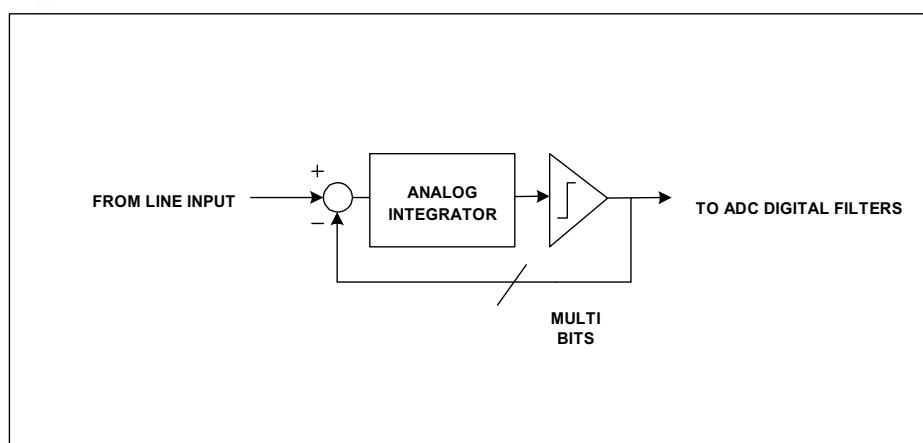 +
FROM LINE INPUT
−
ANALOG
INTEGRATOR
TO ADC DIGITAL FILTERS
MULTI
BITS